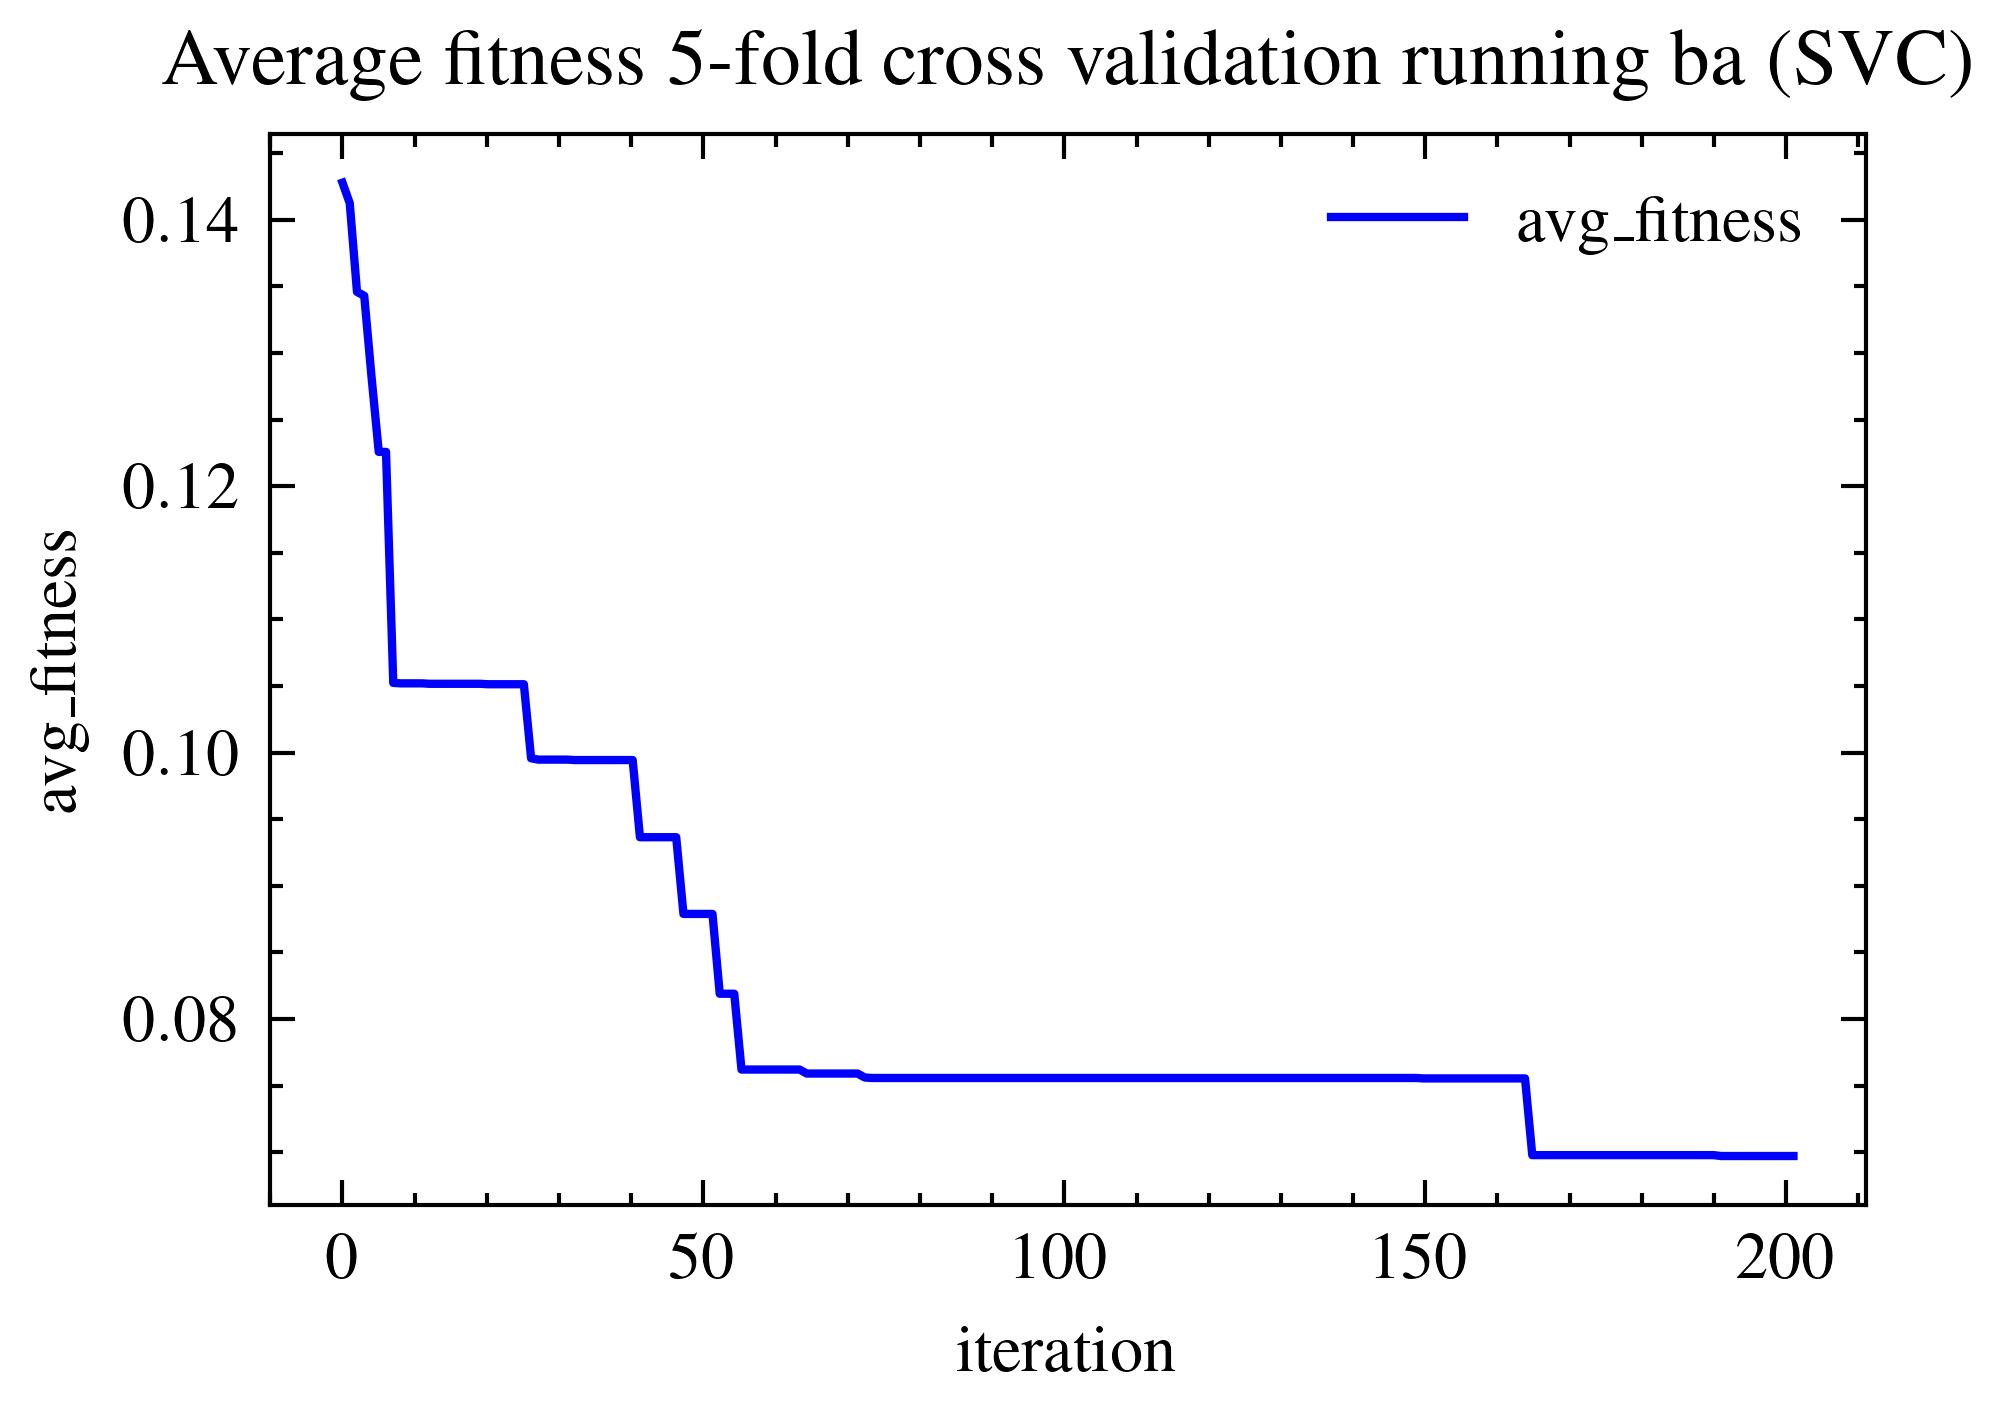 Average fitness 5-fold cross validation running ba (SVC)
avg_fitness
0.14
0.12
0.10
0.08
avg_fitness
0 50 100 150 200
iteration